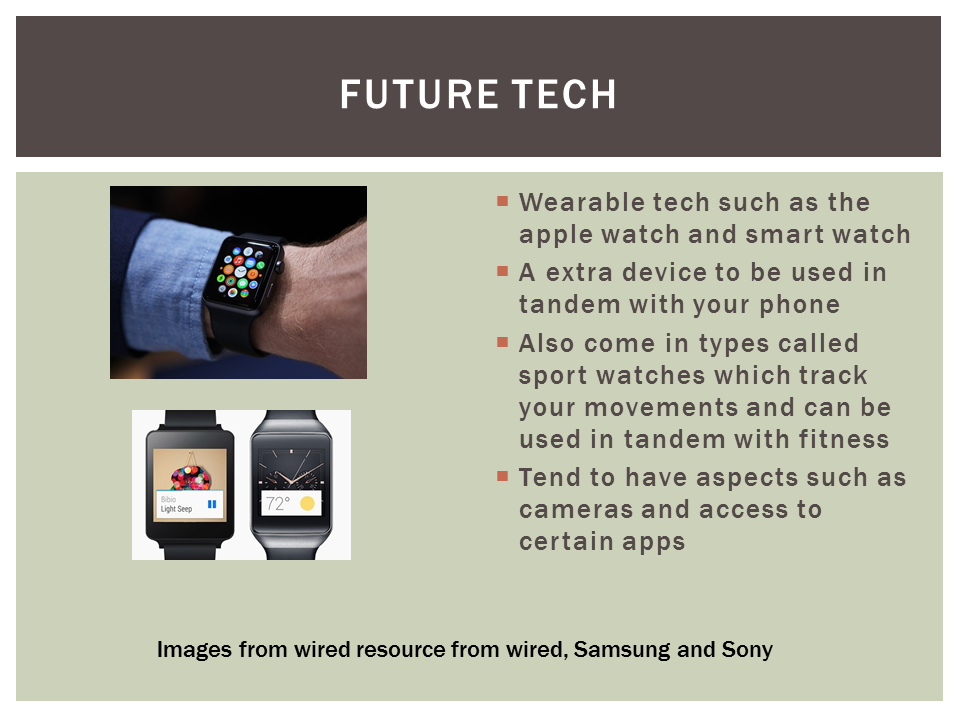 FUTURE TECH
Wearable tech such as the
apple watch and smart watch
A extra device to be used in
tandem with your phone
Also come in types called
sport watches which track
your movements and can be
used in tandem with fitness
Tend to have aspects such as
cameras and access to
certain apps
Bibio
Light Seep
72°
Images from wired resource from wired, Samsung and Sony